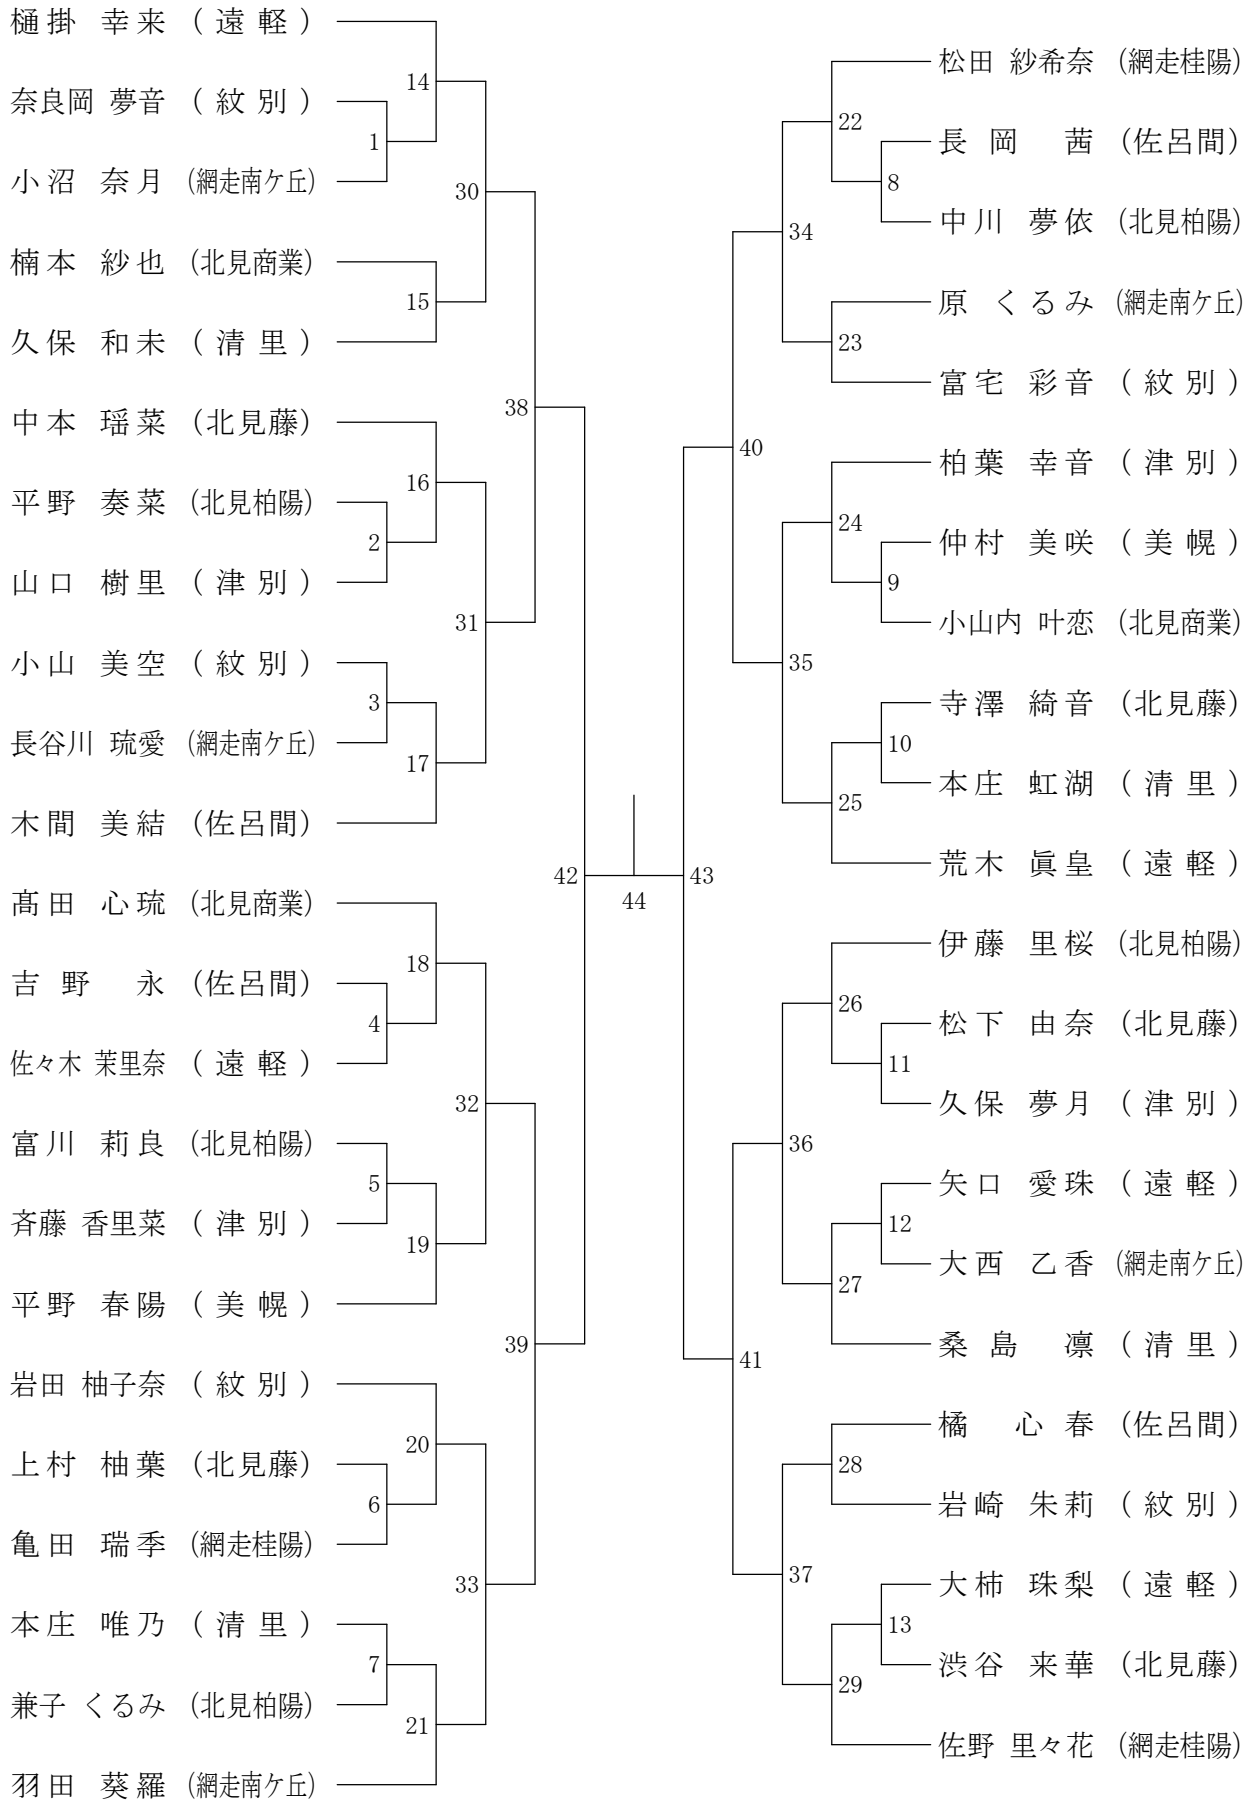 樋掛 幸来 (遠軽)
14
奈良岡 夢音 (紋別)
1
小沼 奈月 (網走南ケ丘)
30
楠本 紗也 (北見商業)
15
久保 和未 (清里)
38
中本 瑶菜 (北見藤)
16
平野 奏菜 (北見柏陽)
2
山口 樹里 (津別)
31
小山 美空 (紋別)
3
長谷川 琉愛 (網走南ケ丘)
17
木間 美結 (佐呂間)
42
髙田 心琉 (北見商業)
18
吉野 永 (佐呂間)
4
佐々木 茉里奈 (遠軽)
32
富川 莉良 (北見柏陽)
5
斉藤 香里菜 (津別)
19
平野 春陽 (美幌)
39
岩田 柚子奈 (紋別)
20
上村 柚葉 (北見藤)
6
亀田 瑞季 (網走桂陽)
33
本庄 唯乃 (清里)
7
兼子 くるみ (北見柏陽)
21
羽田 葵羅 (網走南ケ丘)
44
松田 紗希奈 (網走桂陽)
22
長岡 茜 (佐呂間)
8
中川 夢依 (北見柏陽)
34
原 くるみ (網走南ケ丘)
23
富宅 彩音 (紋別)
40
柏葉 幸音 (津別)
24
仲村 美咲 (美幌)
9
小山内 叶恋 (北見商業)
35
寺澤 綺音 (北見藤)
10
本庄 虹湖 (清里)
25
荒木 眞皇 (遠軽)
43
伊藤 里桜 (北見柏陽)
26
松下 由奈 (北見藤)
11
久保 夢月 (津別)
36
矢口 愛珠 (遠軽)
12
大西 乙香 (網走南ケ丘)
27
桑島 凛 (清里)
41
橘 心春 (佐呂間)
28
岩崎 朱莉 (紋別)
37
大柿 珠梨 (遠軽)
13
渋谷 来華 (北見藤)
29
佐野 里々花 (網走桂陽)